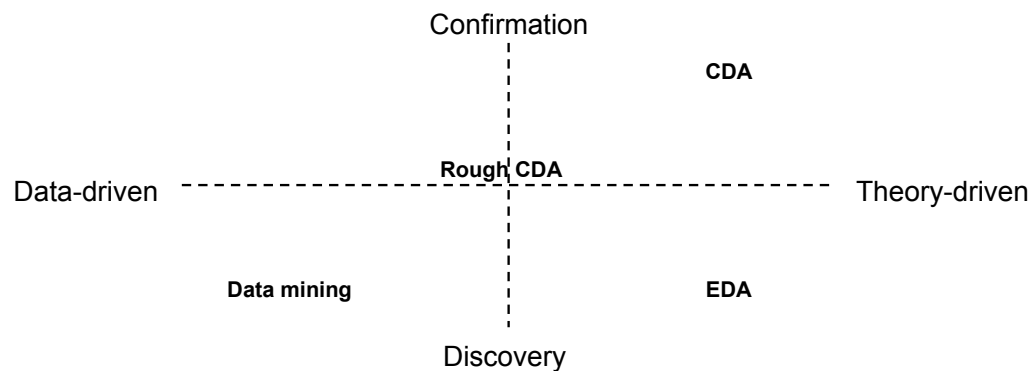 Confirmation
CDA
Rough CDA
Data-driven
Theory-driven
Data mining
EDA
Discovery